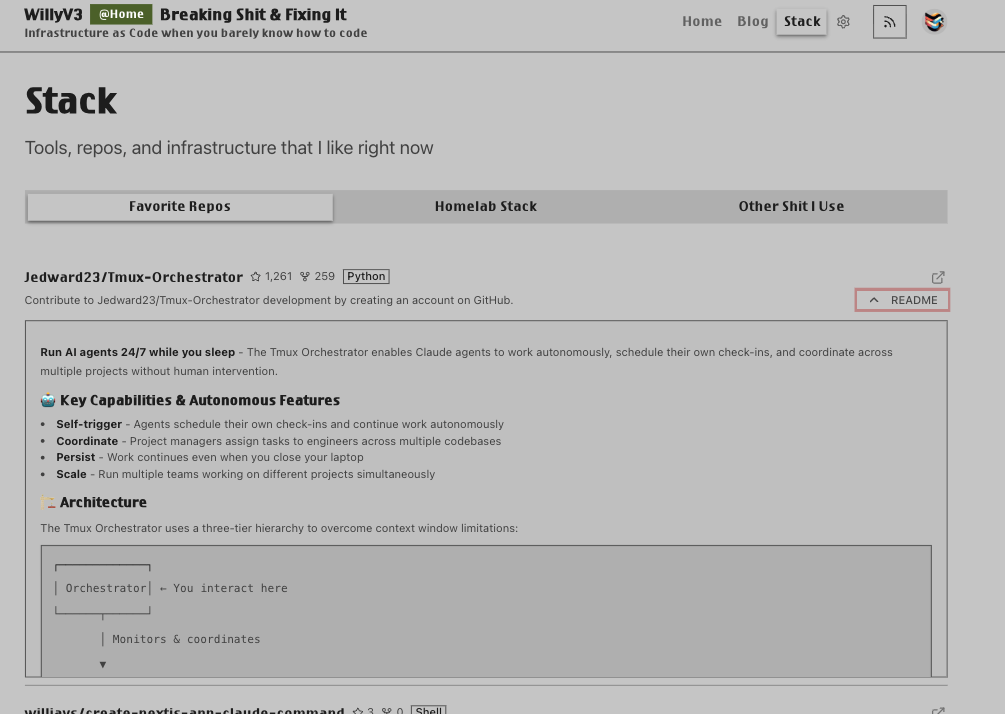 WillyV3 @Home Breaking Shit & Fixing It
Infrastructure as Code when you barely know how to code
Home Blog Stack
Stack
Tools, repos, and infrastructure that I like right now
Favorite Repos Homelab Stack Other Shit I Use
Jedward23/Tmux-Orchestrator 1,261 259 Python
Contribute to Jedward23/Tmux-Orchestrator development by creating an account on GitHub.
README
Run AI agents 24/7 while you sleep - The Tmux Orchestrator enables Claude agents to work autonomously, schedule their own check-ins, and coordinate across
multiple projects without human intervention.
🤖 Key Capabilities & Autonomous Features
• Self-trigger - Agents schedule their own check-ins and continue work autonomously
• Coordinate - Project managers assign tasks to engineers across multiple codebases
• Persist - Work continues even when you close your laptop
• Scale - Run multiple teams working on different projects simultaneously
🏗️ Architecture
The Tmux Orchestrator uses a three-tier hierarchy to overcome context window limitations:
Orchestrator ← You interact here
Monitors & coordinates
▼
williavs/create-nextjs-app-claude-command 3 0 Shell